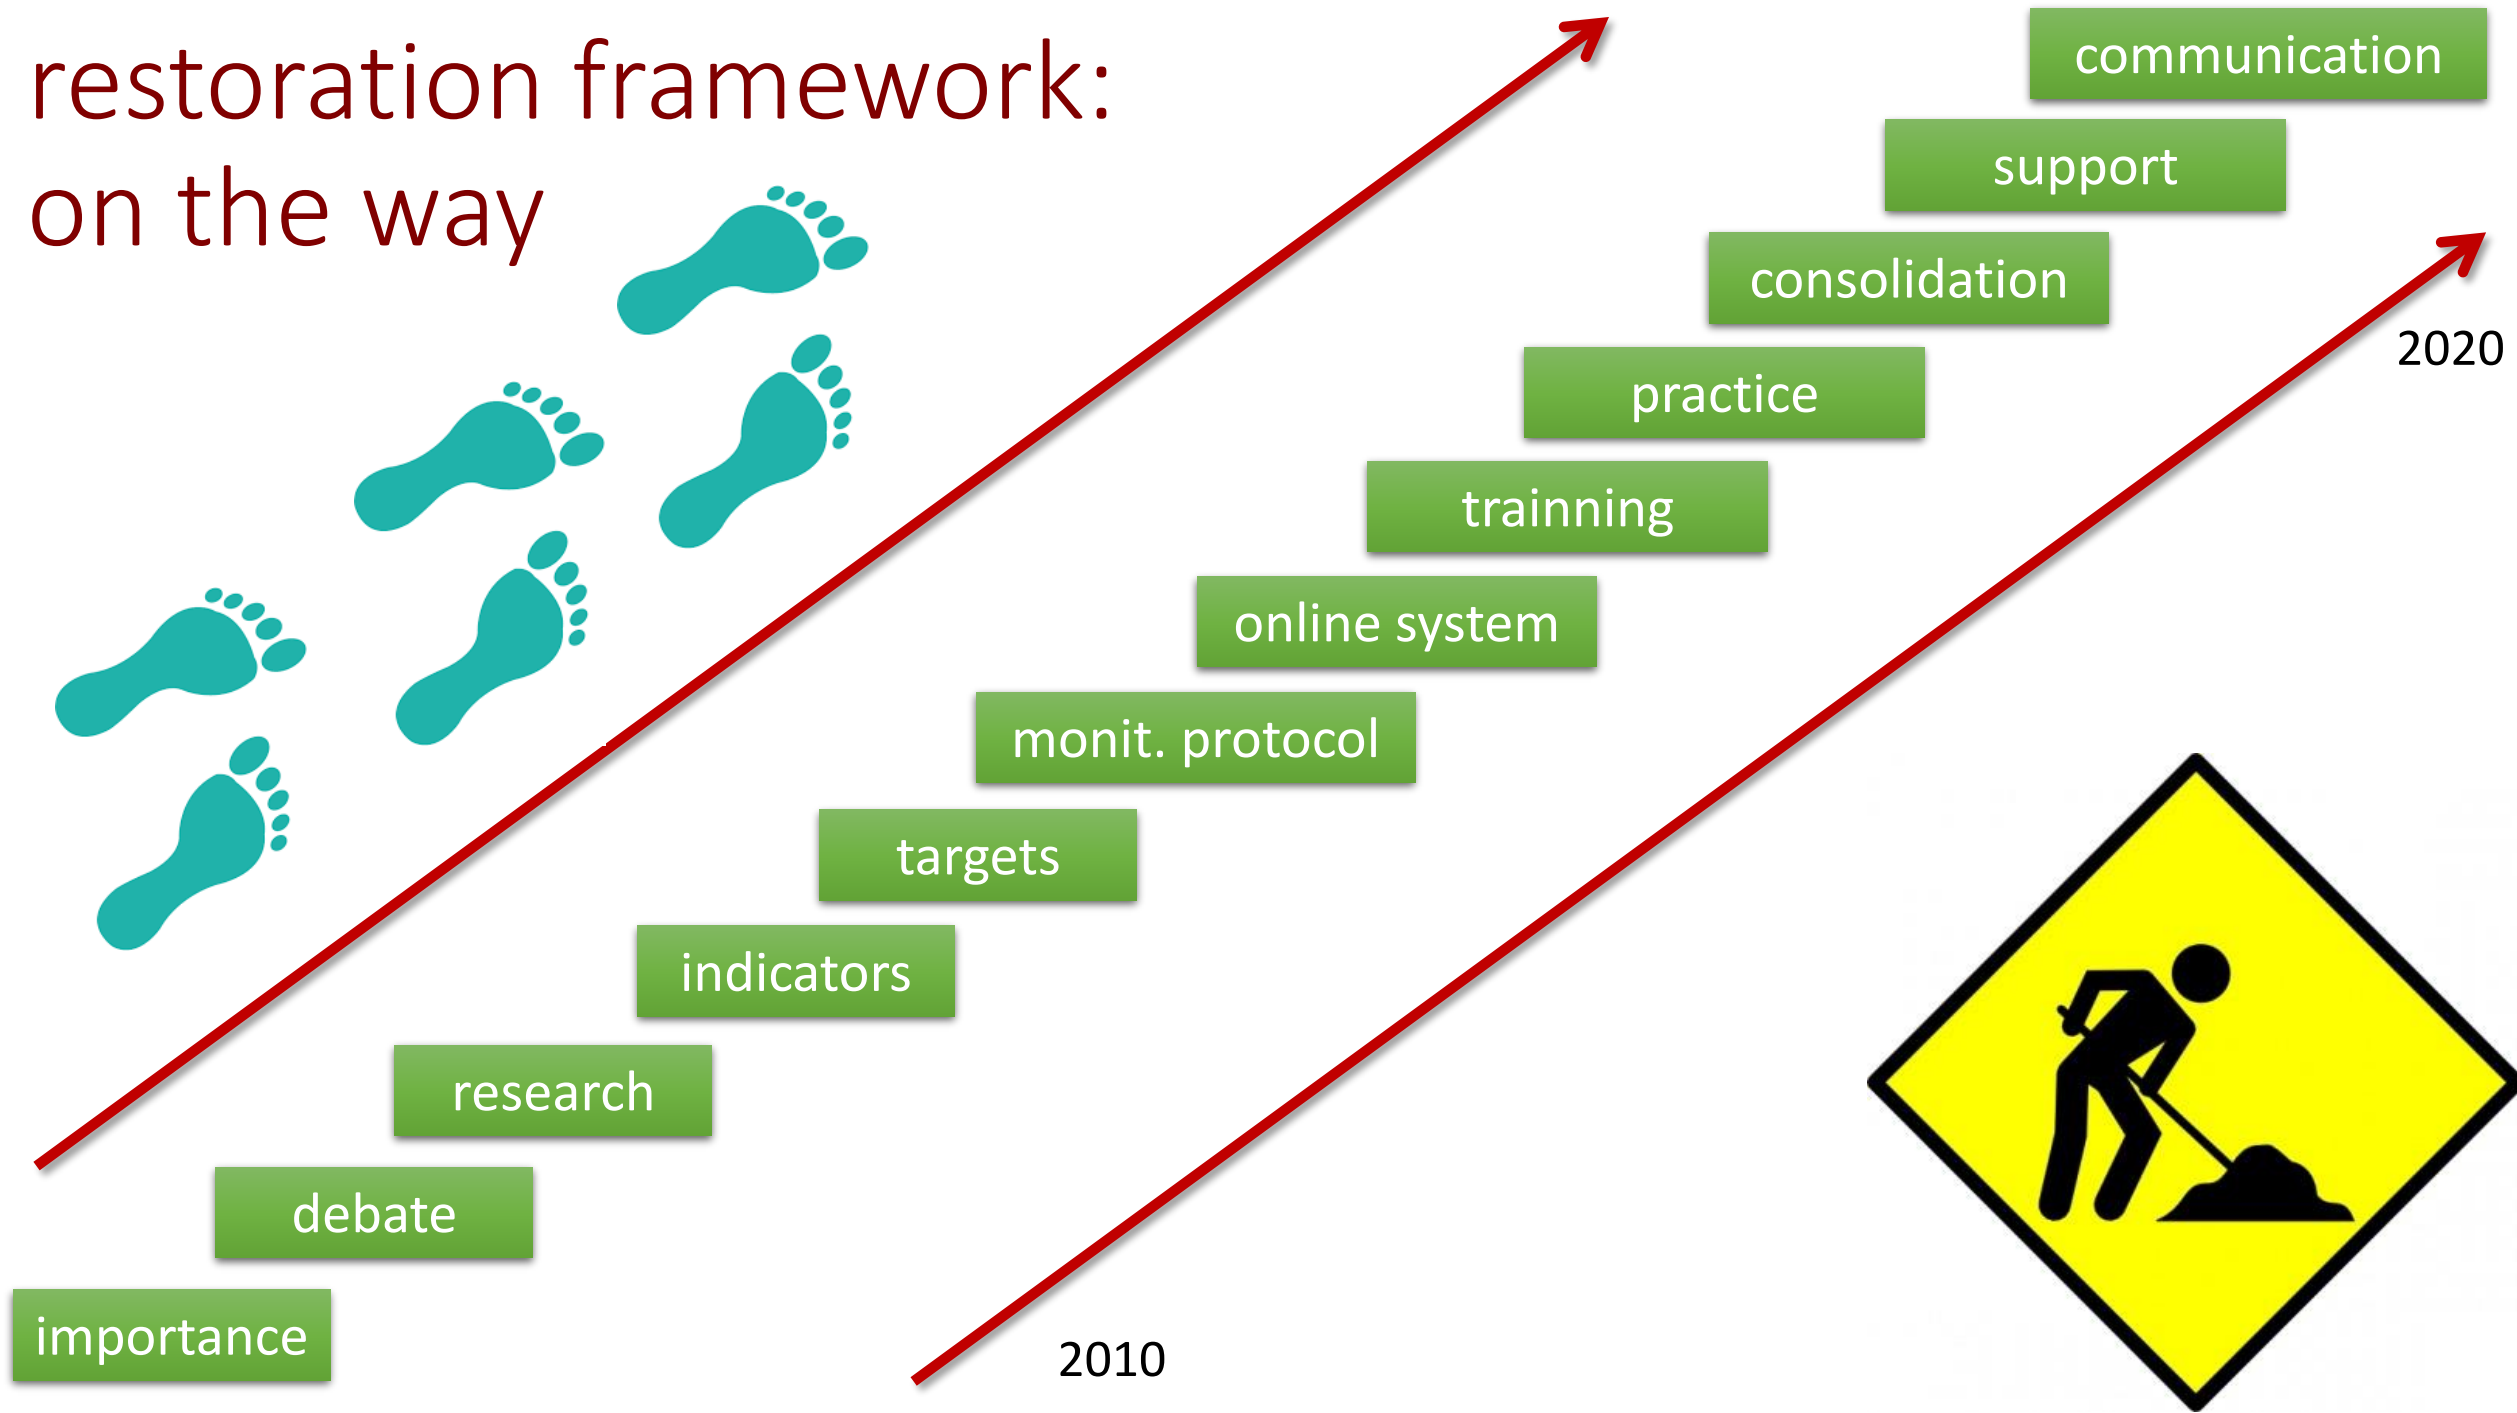 restoration framework:
on the way
communication
support
consolidation
2020
practice
trainning
online system
monit. protocol
targets
indicators
research
debate
importance
2010